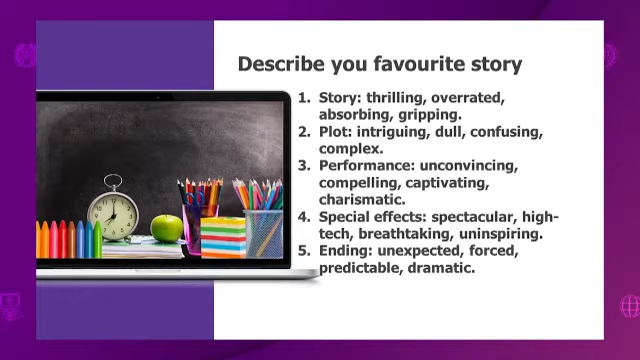 Describe you favourite story
1. Story: thrilling, overrated,
absorbing, gripping.
2. Plot: intriguing, dull, confusing,
complex.
3. Performance: unconvincing,
compelling, captivating,
charismatic.
4. Special effects: spectacular, high-
tech, breathtaking, uninspiring.
5. Ending: unexpected, forced,
predictable, dramatic.